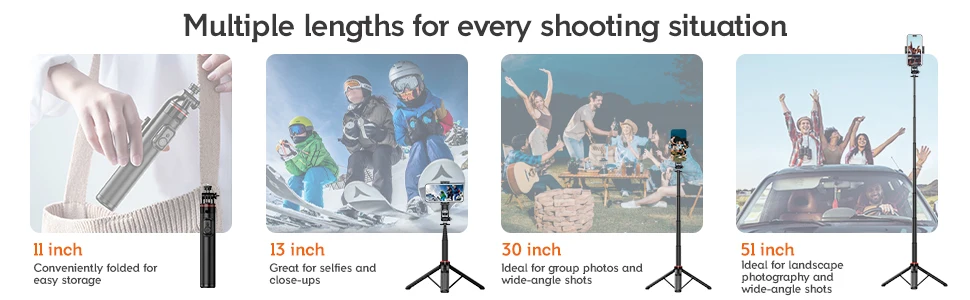 Multiple lengths for every shooting situation
11 inch
Conveniently folded for
easy storage
13 inch
Great for selfies and
close-ups
30 inch
Ideal for group photos and
wide-angle shots
51 inch
Ideal for landscape
photography and
wide-angle shots